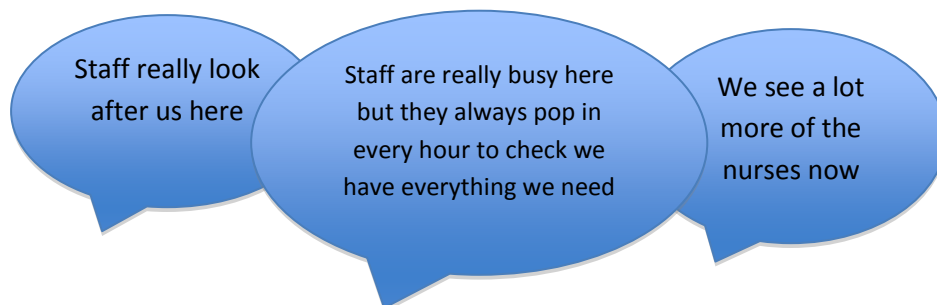 Staff really look
after us here
Staff are really busy here
but they always pop in
every hour to check we
have everything we need
We see a lot
more of the
nurses now